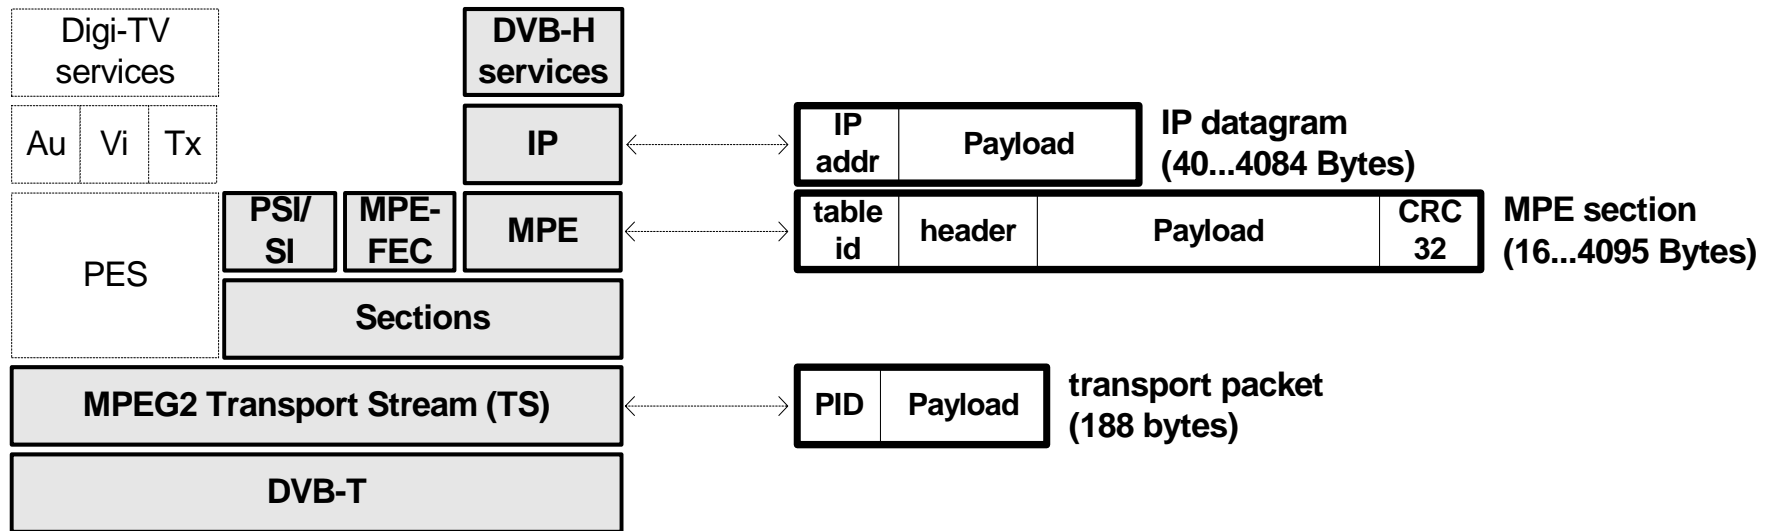 Digi-TV
services
DVB-H
services
Au
Vi
Tx
IP
IP
addr
Payload
IP datagram
(40...4084 Bytes)
PES
PSI/
SI
MPE-
FEC
MPE
table
id
header
Payload
CRC
32
MPE section
(16...4095 Bytes)
Sections
MPEG2 Transport Stream (TS)
PID
Payload
transport packet
(188 bytes)
DVB-T